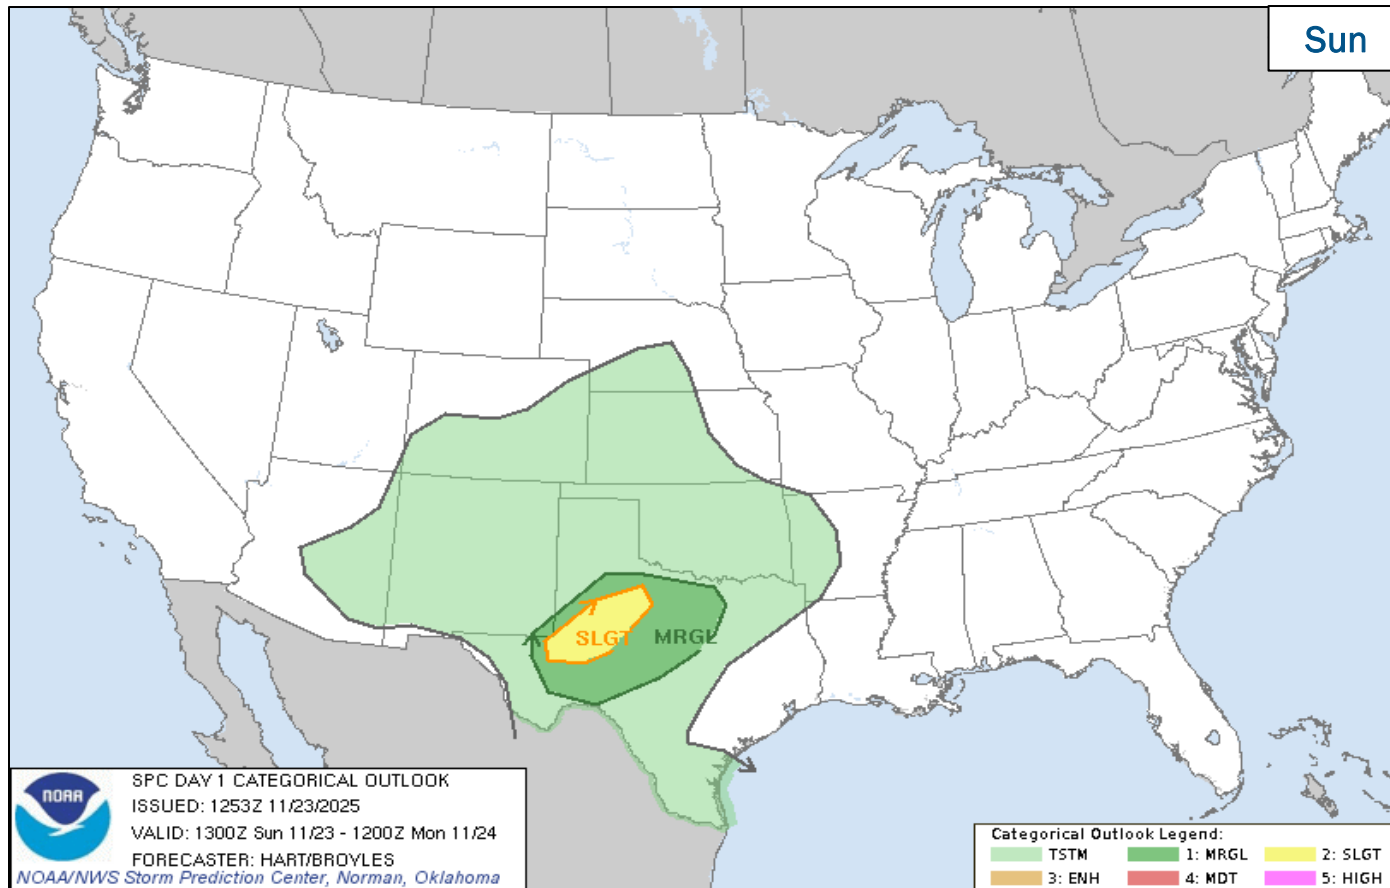 Sun
SLGT MRGL
NOAA
SPC DAY 1 CATEGORICAL OUTLOOK
ISSUED: 1253Z 11/23/2025
VALID: 1300Z Sun 11/23 - 1200Z Mon 11/24
FORECASTER: HART/BROYLES
NOAA/NWS Storm Prediction Center, Norman, Oklahoma
Categorical Outlook Legend:
TSTM 1: MRGL 2: SLGT
3: ENH 4: MDT 5: HIGH